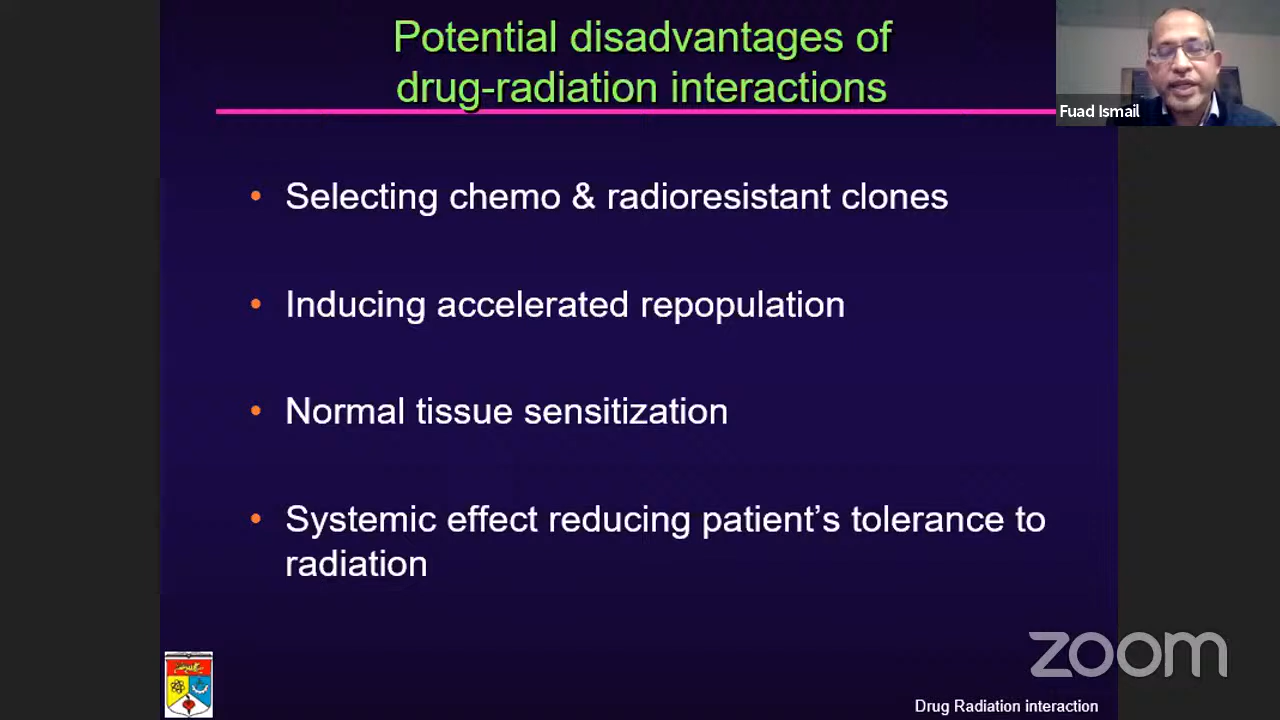 Potential disadvantages of
drug-radiation interactions
Fuad Ismail
• Selecting chemo & radioresistant clones
• Inducing accelerated repopulation
• Normal tissue sensitization
• Systemic effect reducing patient’s tolerance to
radiation
zoom
Drug Radiation interaction